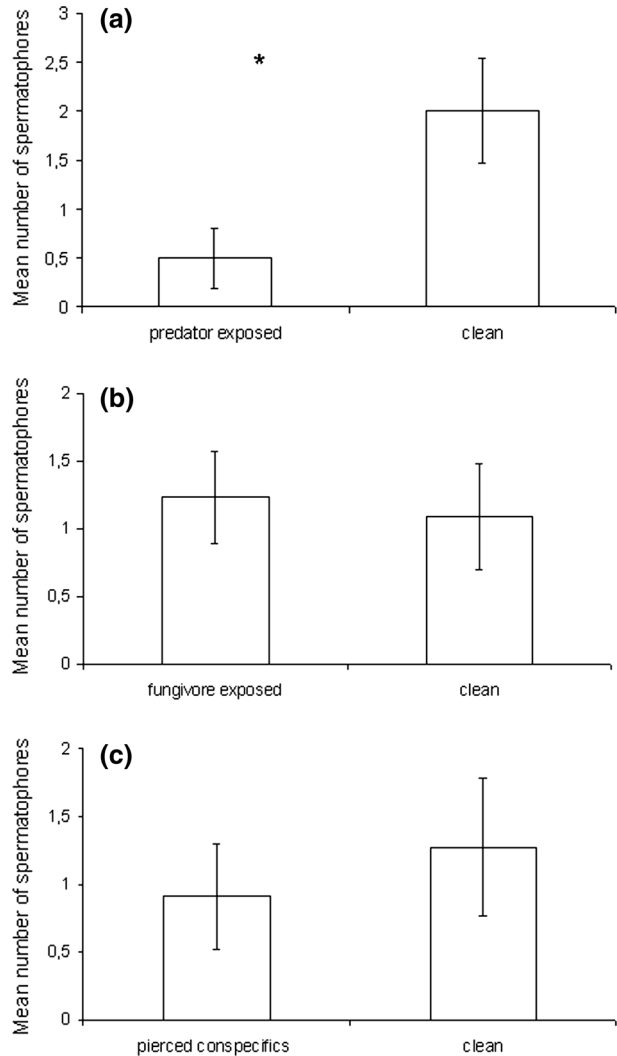 (a)
*
Mean number of spermatophores
3
2,5
2
1,5
1
0,5
0
predator exposed
clean
(b)
Mean number of spermatophores
2
1,5
1
0,5
0
fungivore exposed
clean
(c)
Mean number of spermatophores
2
1,5
1
0,5
0
pierced conspecifics
clean